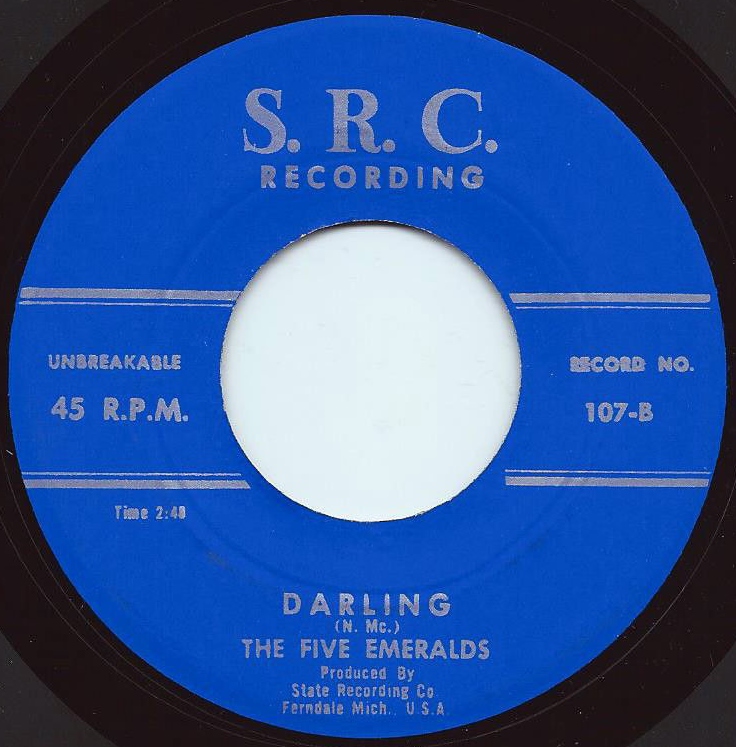 S. R. C.
RECORDING
UNBREAKABLE
45 R.P.M.
RECORD NO.
107-B
Time 2:40
DARLING
(N. Mc.)
THE FIVE EMERALDS
Produced By
State Recording Co
Ferndale Mich., U.S.A